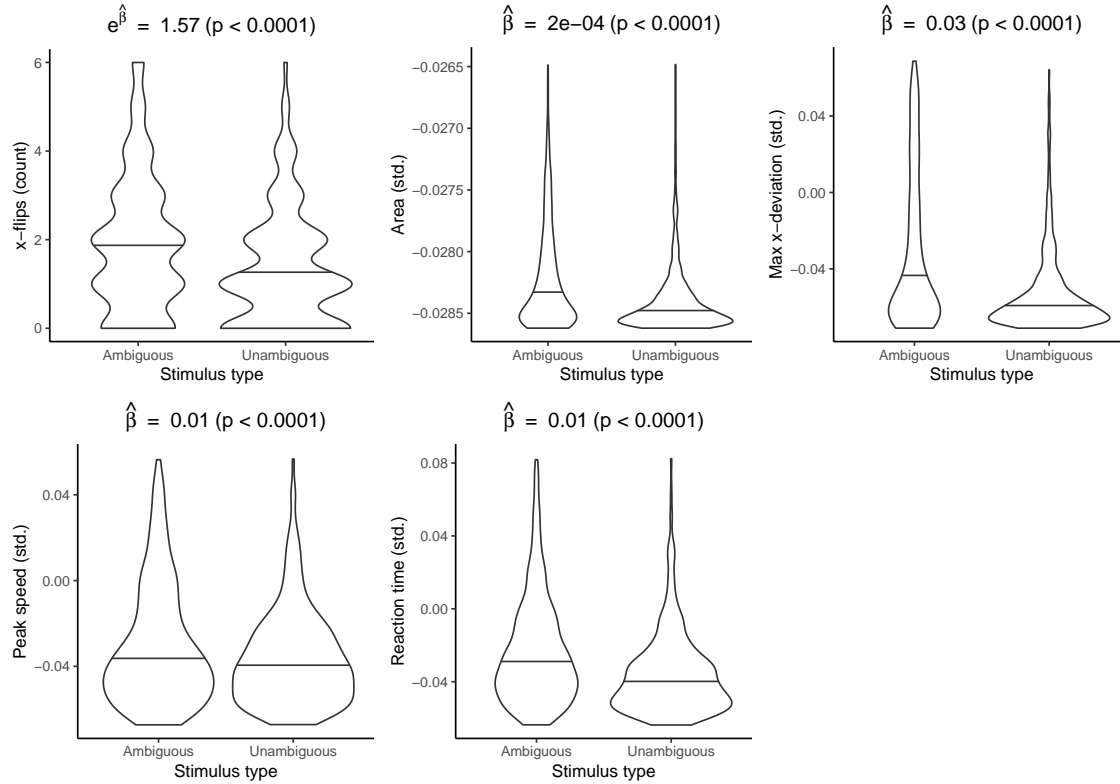 e^β̂ = 1.57 (p < 0.0001)
x−flips (count)
6
4
2
0
Ambiguous Unambiguous
Stimulus type
β̂ = 2e−04 (p < 0.0001)
Area (std.)
−0.0265
−0.0270
−0.0275
−0.0280
−0.0285
Ambiguous Unambiguous
Stimulus type
β̂ = 0.03 (p < 0.0001)
Max x−deviation (std.)
0.04
0.00
−0.04
Ambiguous Unambiguous
Stimulus type
β̂ = 0.01 (p < 0.0001)
Peak speed (std.)
0.04
0.00
−0.04
Ambiguous Unambiguous
Stimulus type
β̂ = 0.01 (p < 0.0001)
Reaction time (std.)
0.08
0.04
0.00
−0.04
Ambiguous Unambiguous
Stimulus type